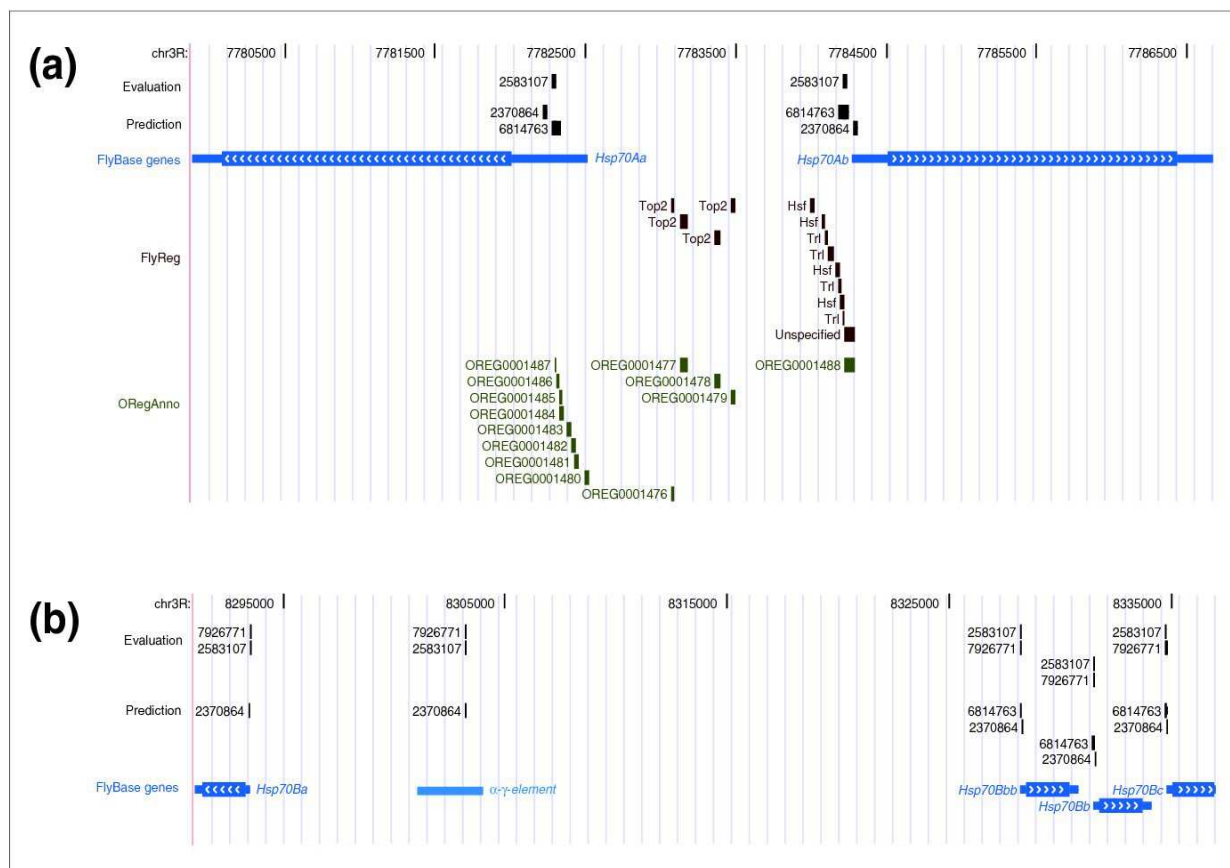 (a)
chr3R: 7780500 7781500 7782500 7783500 7784500 7785500 7786500
Evaluation 2583107 2583107
2370864 6814763
Prediction 6814763 2370864
FlyBase genes Hsp70Aa Hsp70Ab
Top2 Top2 Hsf
Top2 Hsf
Top2 Trl
FlyReg Trl
Hsf
Trl
Hsf
Trl
Unspecified
OREG0001487 OREG0001477 OREG0001488
OREG0001486 OREG0001478
ORegAnno OREG0001485 OREG0001479
OREG0001484
OREG0001483
OREG0001482
OREG0001481
OREG0001480
OREG0001476
(b)
chr3R: 8295000 8305000 8315000 8325000 8335000
Evaluation 7926771 7926771 2583107 2583107
2583107 2583107 7926771 7926771
2583107
7926771
Prediction 2370864 2370864 6814763 6814763
2370864 2370864
6814763
2370864
FlyBase genes Hsp70Ba α-γ-element Hsp70Bbb Hsp70Bc
Hsp70Bb